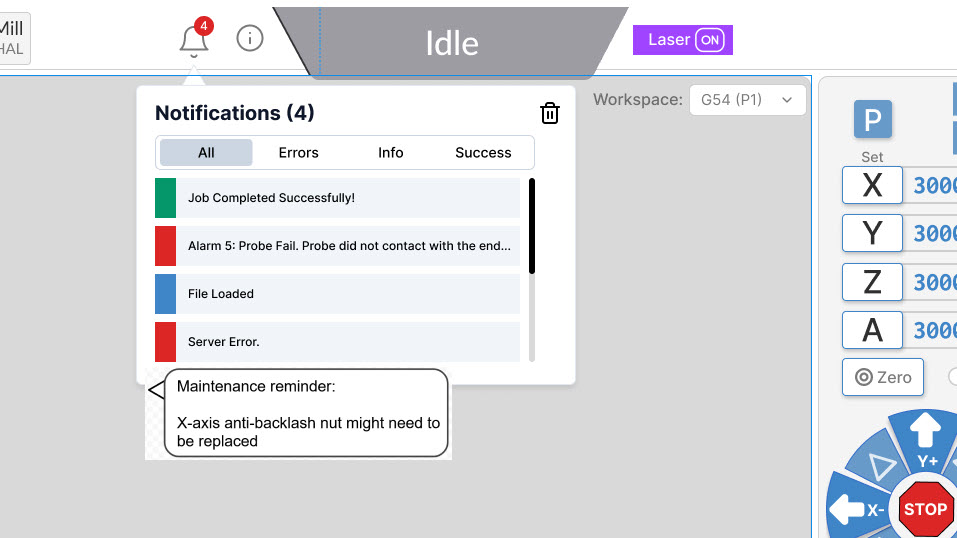 Mill
HAL
4
Idle
Laser ON
Notifications (4)
Workspace: G54 (P1)
All Errors Info Success
Job Completed Successfully!
Alarm 5: Probe Fail. Probe did not contact with the end...
File Loaded
Server Error.
Maintenance reminder:
X-axis anti-backlash nut might need to
be replaced
P
Set
X 3000
Y 3000
Z 3000
A 3000
Zero
Y+
X-
STOP